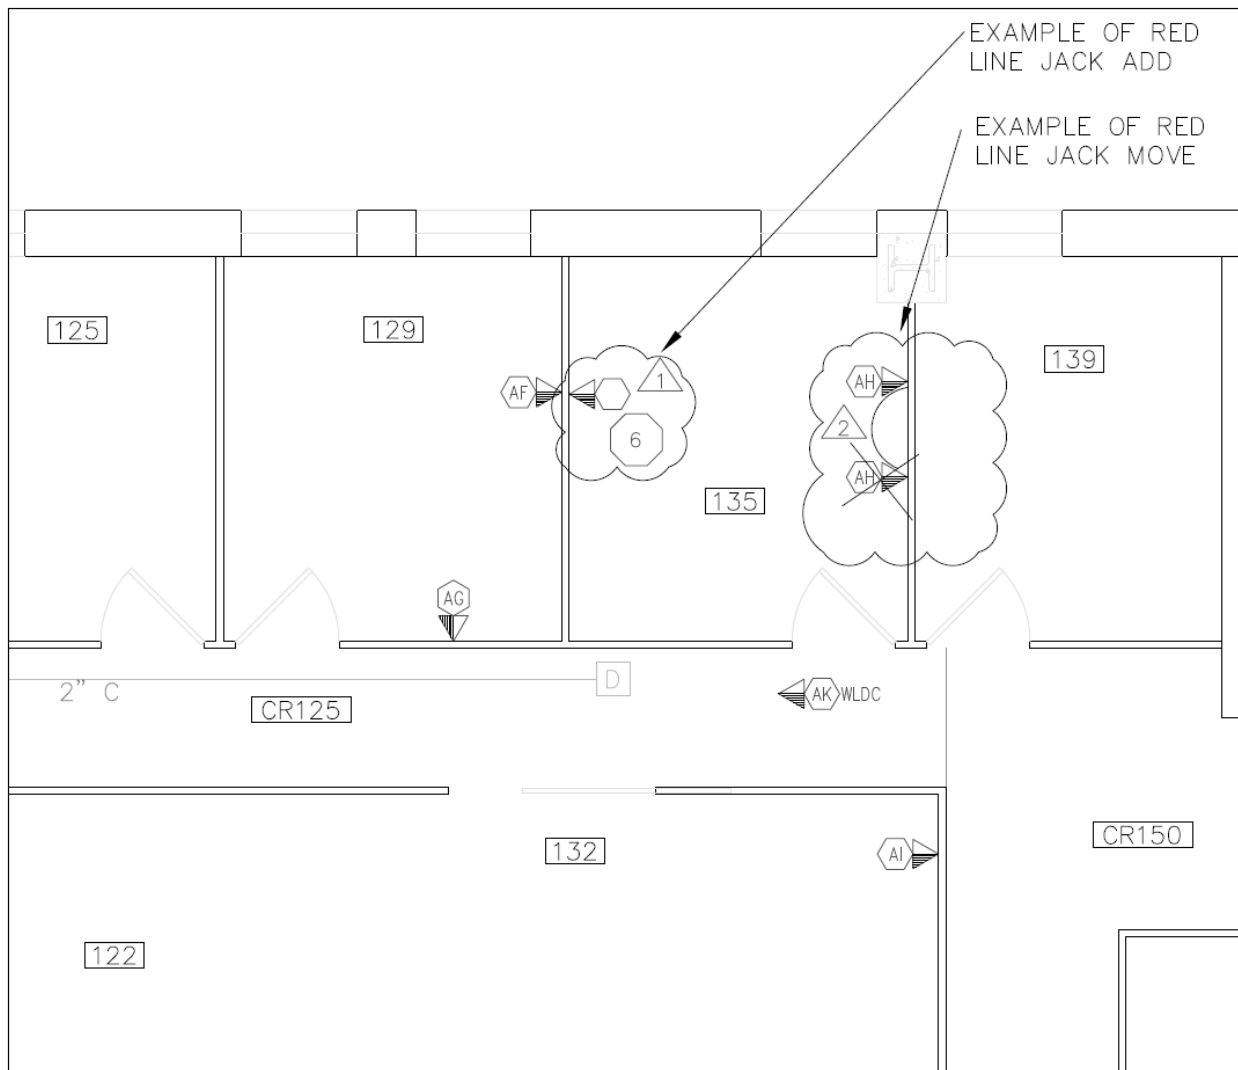 EXAMPLE OF RED
LINE JACK ADD
EXAMPLE OF RED
LINE JACK MOVE
125
129
139
1
AF
AH
2
6
AH
135
AG
D
2" C
CR125
AK WLDC
CR150
132
AI
122